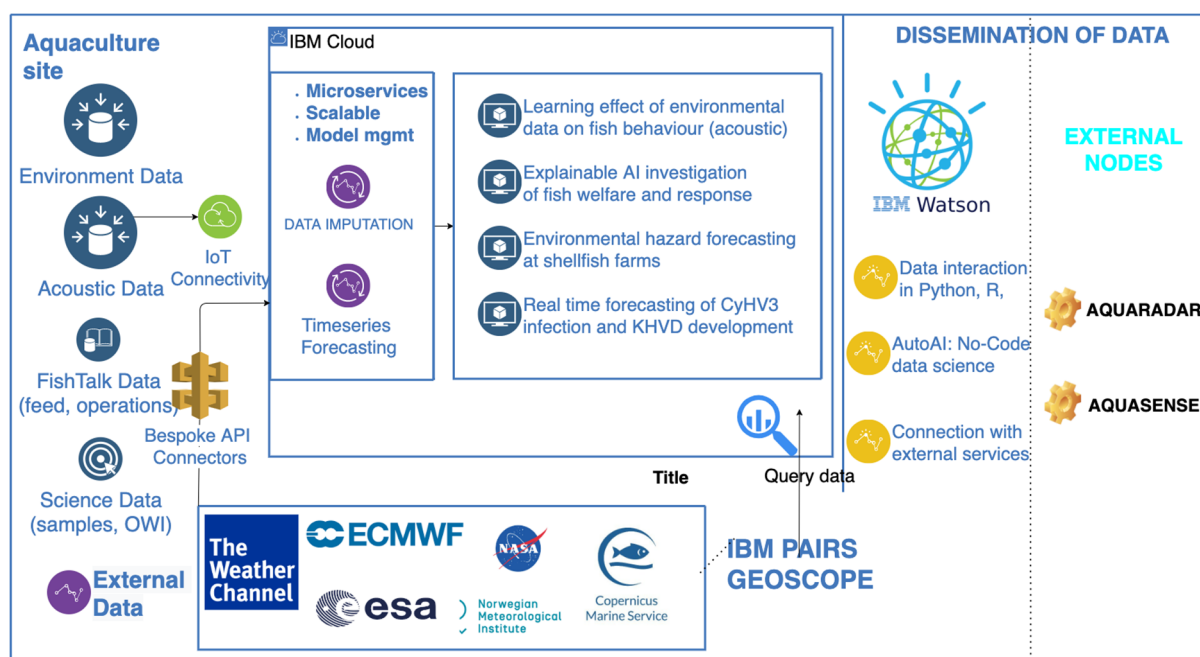 Aquaculture
site
Environment Data
Acoustic Data
IoT
Connectivity
FishTalk Data
(feed, operations)
Bespoke API
Connectors
Science Data
(samples, OWI)
External
Data
IBM Cloud
Microservices
Scalable
Model mgmt
DATA IMPUTATION
Timeseries
Forecasting
Learning effect of environmental
data on fish behaviour (acoustic)
Explainable AI investigation
of fish welfare and response
Environmental hazard forecasting
at shellfish farms
Real time forecasting of CyHV3
infection and KHVD development
Title
Query data
The
Weather
Channel
ECMWF
NASA
esa
Norwegian
Meteorological
Institute
Copernicus
Marine Service
IBM PAIRS
GEOSCOPE
DISSEMINATION OF DATA
IBM Watson
Data interaction
in Python, R,
AutoAI: No-Code
data science
Connection with
external services
EXTERNAL
NODES
AQUARADAR
AQUASENSE